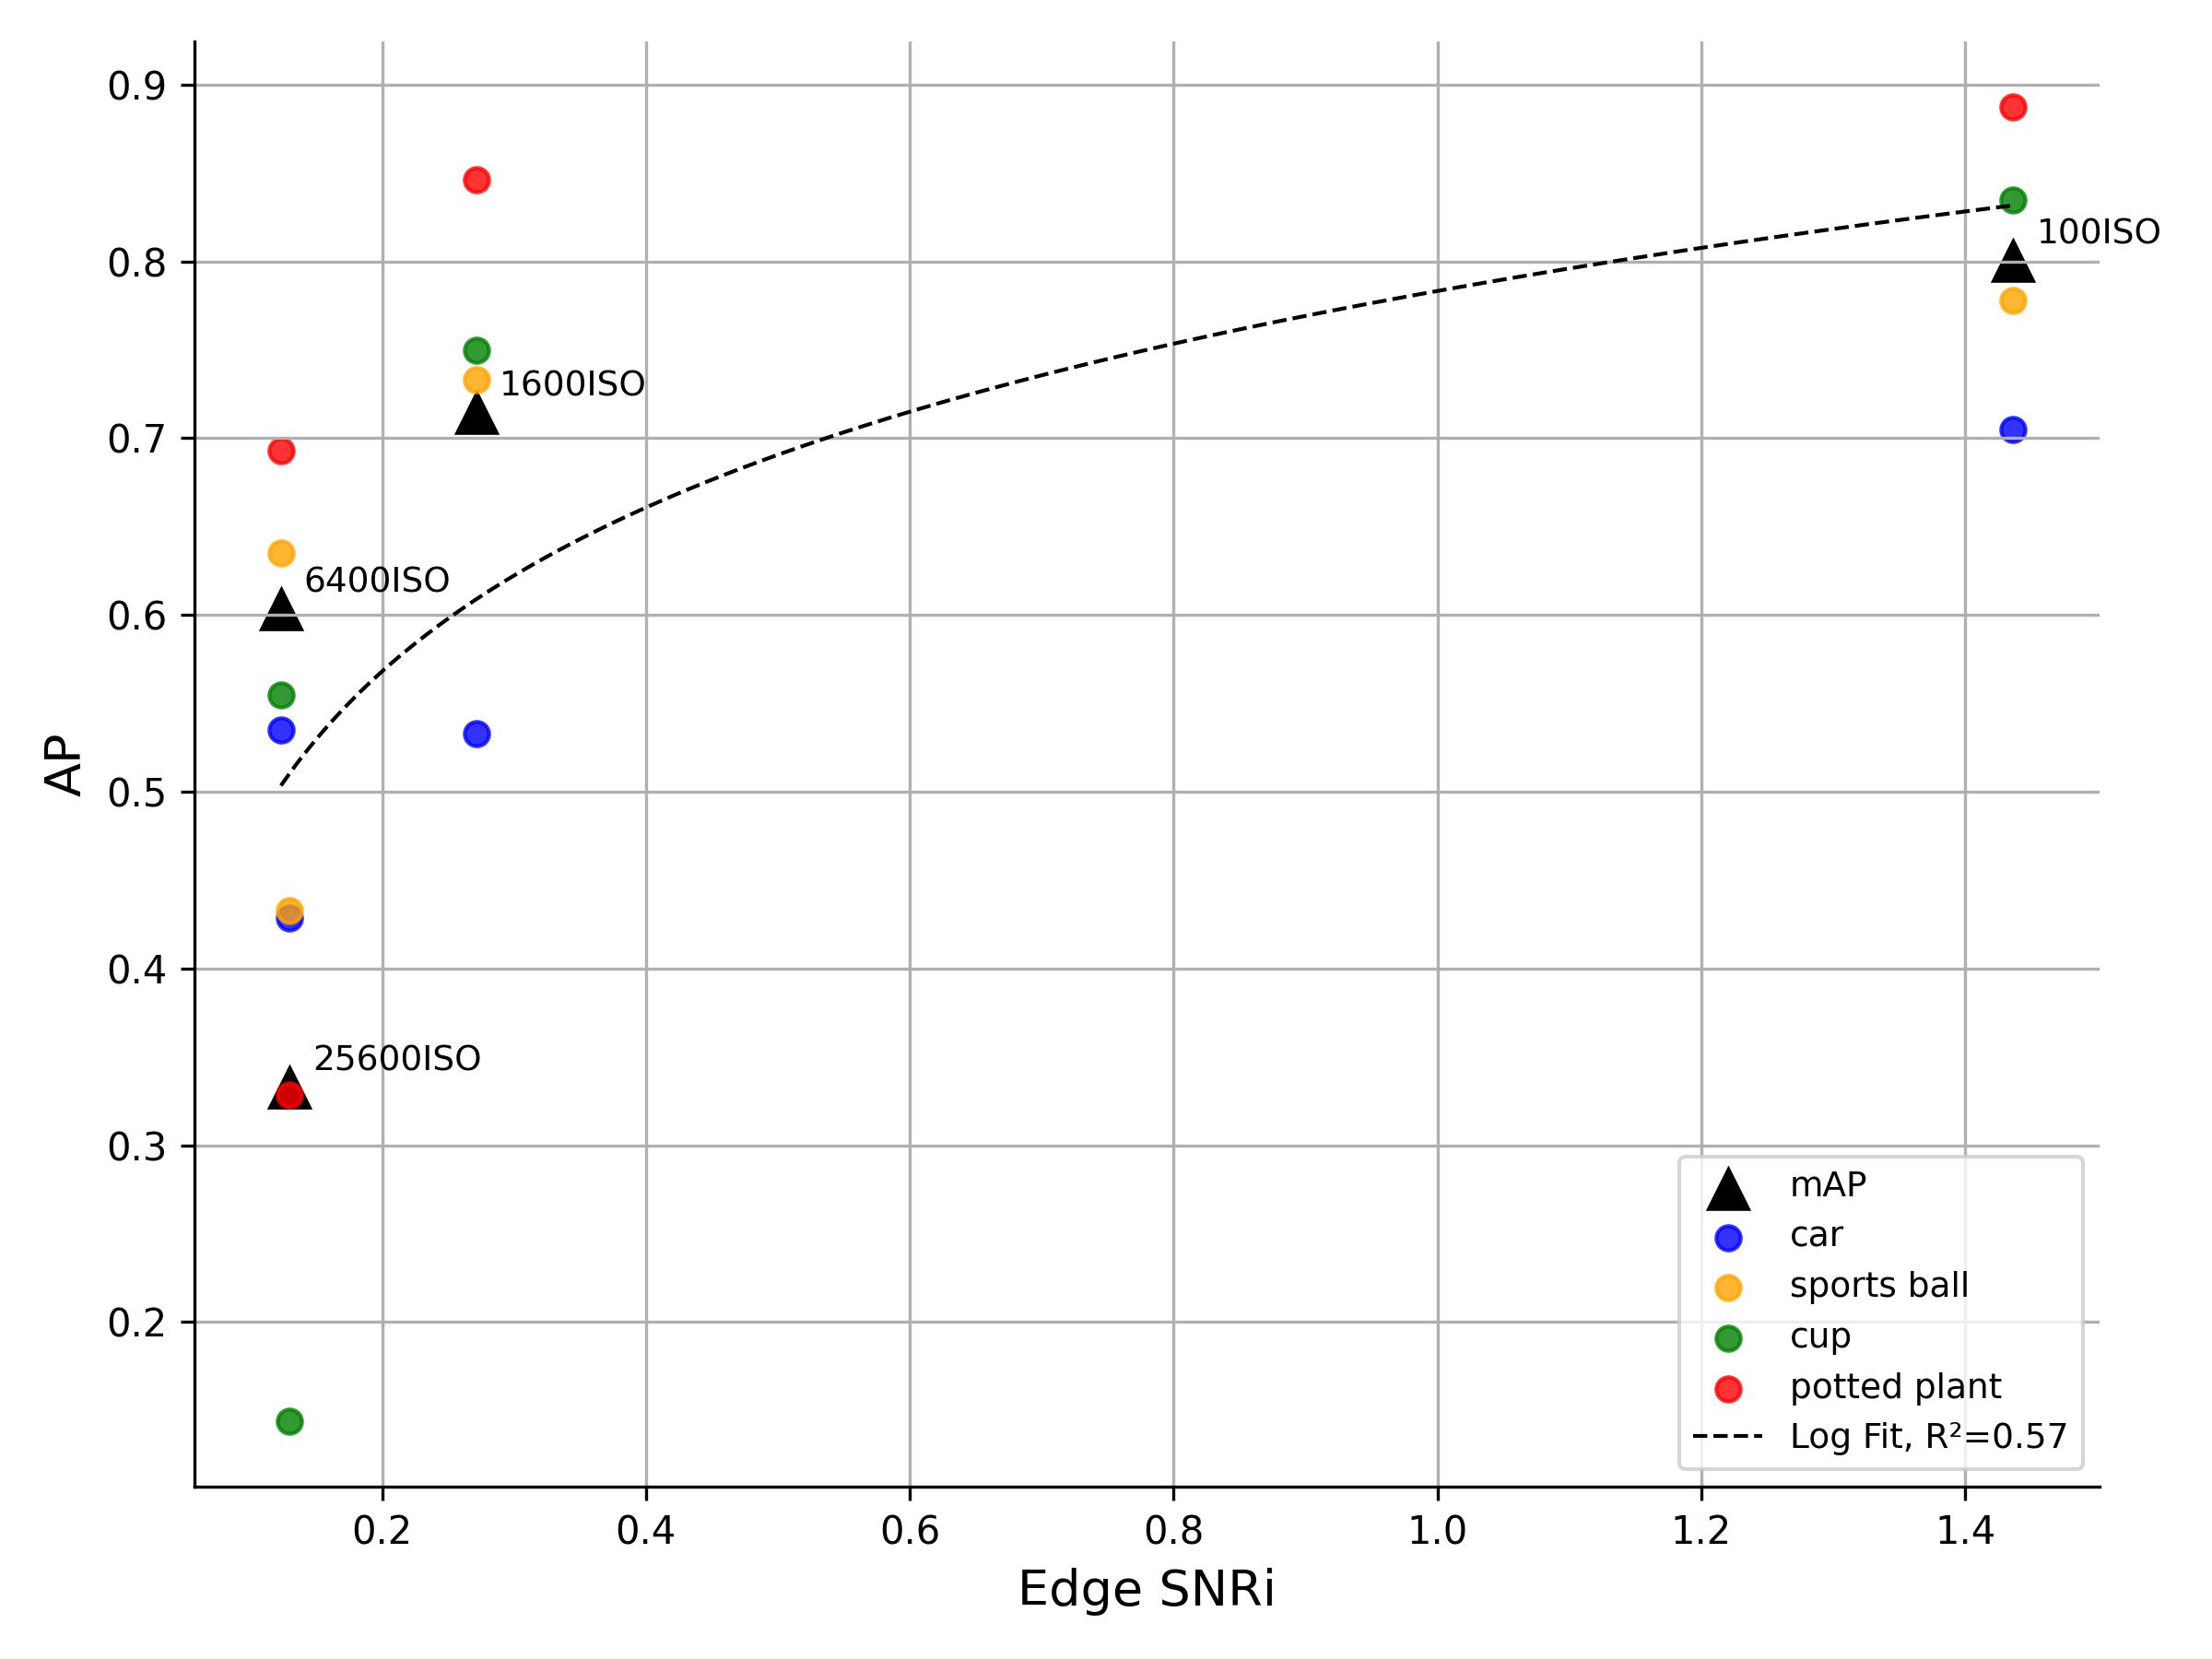 0.9
0.8
0.7
0.6
0.5
0.4
0.3
0.2
AP
100ISO
1600ISO
6400ISO
25600ISO
mAP
car
sports ball
cup
potted plant
Log Fit, R²=0.57
0.2 0.4 0.6 0.8 1.0 1.2 1.4
Edge SNRi